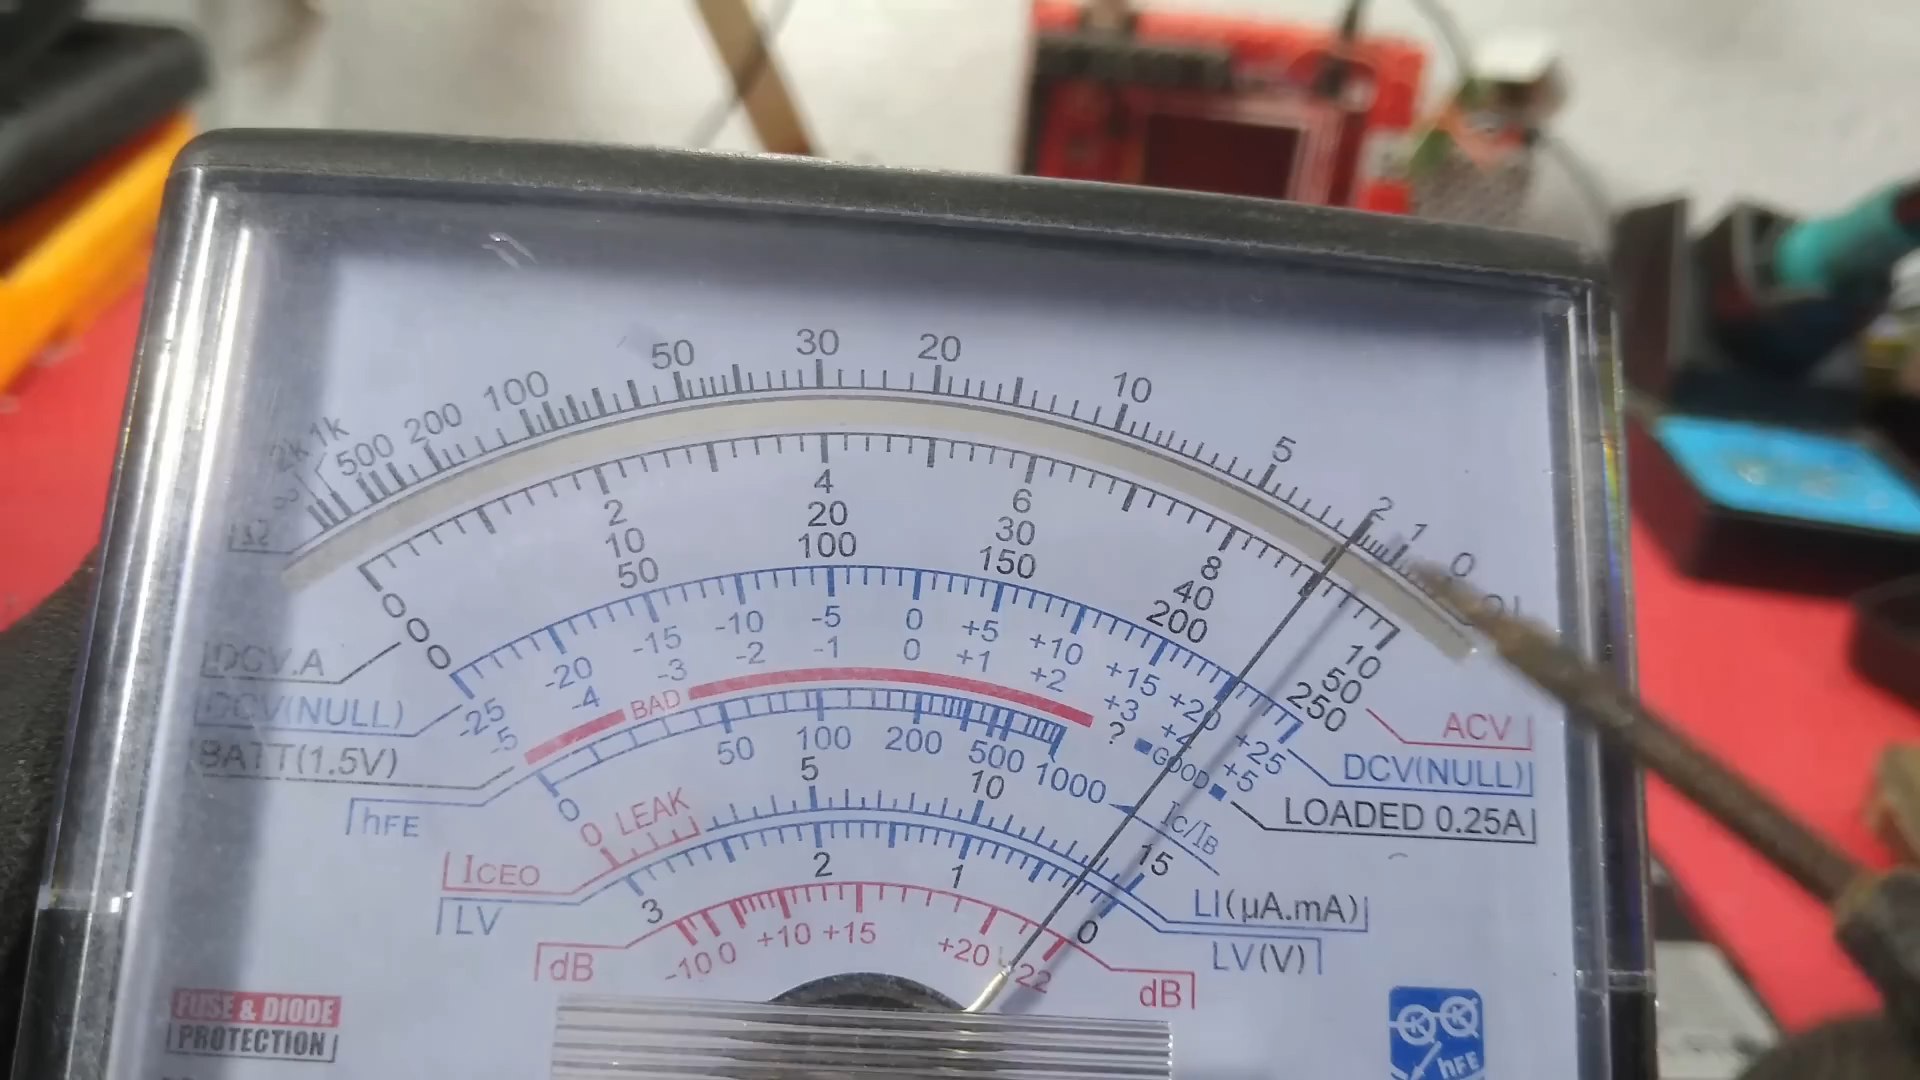 50 30 20
2k 1k 500 200 100 10 5 2 1 0
∞
Ω
0 2 4 6 8 10
0 10 20 30 40 50
0 50 100 150 200 250
DCV.A
ACV
-25 -20 -15 -10 -5 0 +5 +10 +15 +20 +25
DCV(NULL)
DCV(NULL)
-5 -4 -3 -2 -1 0 +1 +2 +3 +4 +5
BATT(1.5V)
BAD ? GOOD
LOADED 0.25A
0 50 100 200 500 1000
hFE
IC/IB
0 LEAK 5 10 15
ICEO
LI(µA.mA)
3 2 1 0
LV
LV(V)
-10 0 +10 +15 +20 22
dB
dB
FUSE & DIODE
PROTECTION
K K
hFE